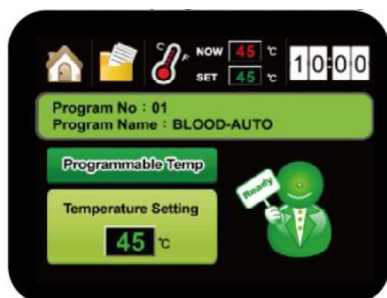 C F NOW 45 °C
SET 45 °C
10:00
Program No : 01
Program Name : BLOOD-AUTO
Programmable Temp
Ready
Temperature Setting
45 °C